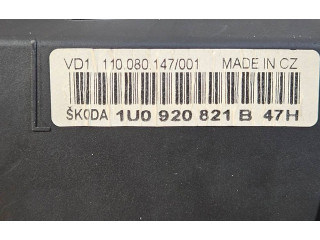 VD1 110.080.147/001 MADE IN CZ
ŠKODA 1U0 920 821 B 47H